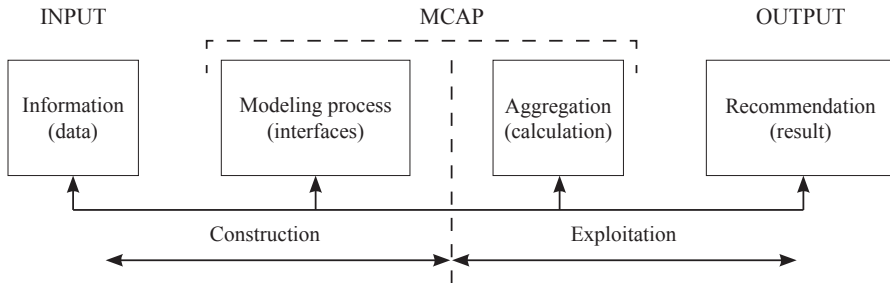 INPUT
MCAP
OUTPUT
Information
(data)
Modeling process
(interfaces)
Aggregation
(calculation)
Recommendation
(result)
Construction
Exploitation